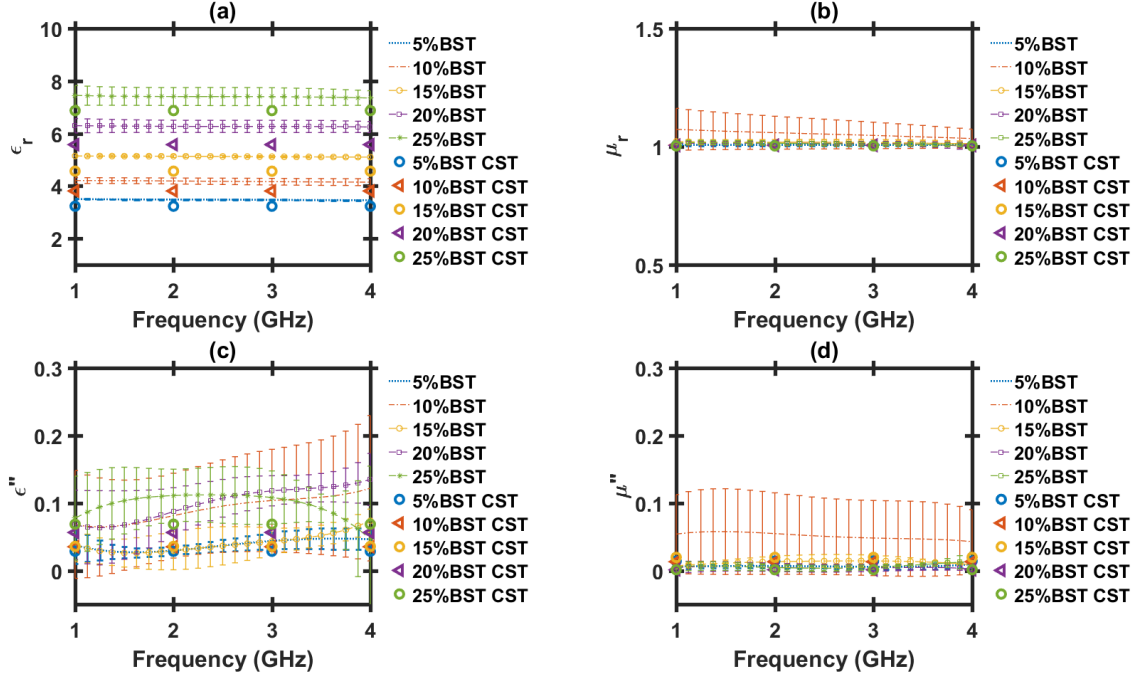 (a)
10
8
6
4
2
ϵr
1 2 3 4
Frequency (GHz)
5%BST
10%BST
15%BST
20%BST
25%BST
5%BST CST
10%BST CST
15%BST CST
20%BST CST
25%BST CST
(b)
1.5
1
0.5
μr
1 2 3 4
Frequency (GHz)
5%BST
10%BST
15%BST
20%BST
25%BST
5%BST CST
10%BST CST
15%BST CST
20%BST CST
25%BST CST
(c)
0.3
0.2
0.1
0
ϵ"
1 2 3 4
Frequency (GHz)
5%BST
10%BST
15%BST
20%BST
25%BST
5%BST CST
10%BST CST
15%BST CST
20%BST CST
25%BST CST
(d)
0.3
0.2
0.1
0
μ"
1 2 3 4
Frequency (GHz)
5%BST
10%BST
15%BST
20%BST
25%BST
5%BST CST
10%BST CST
15%BST CST
20%BST CST
25%BST CST